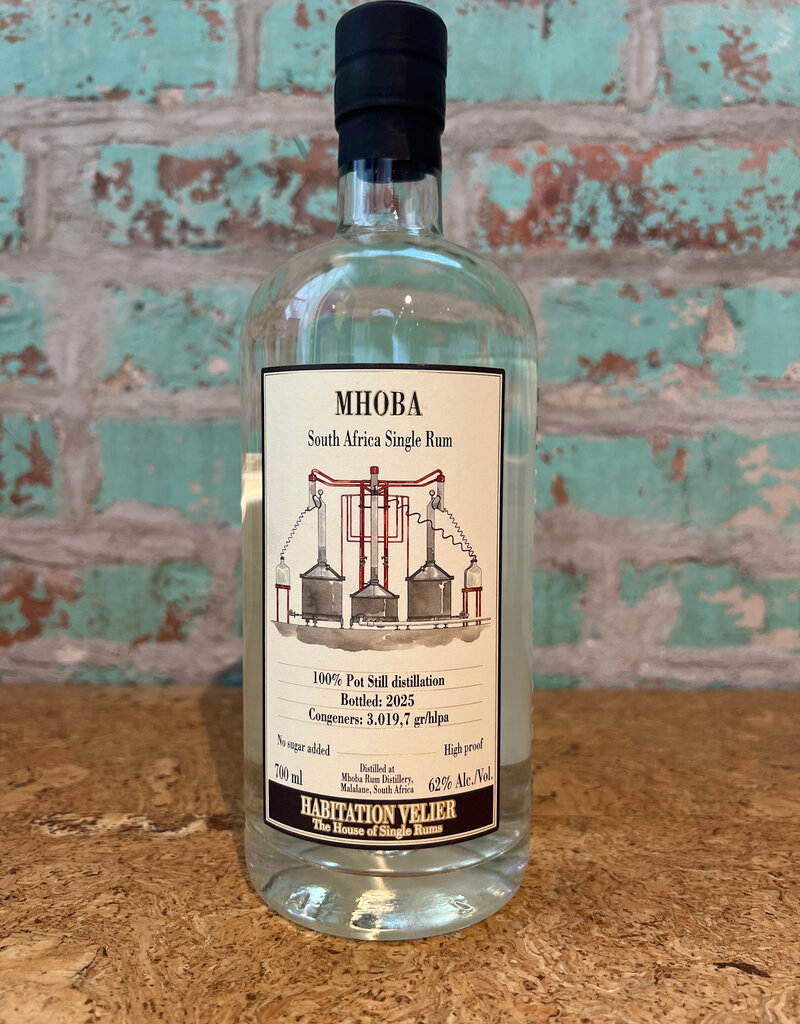 MHOBA
South Africa Single Rum
100% Pot Still distillation
Bottled: 2025
Congeners: 3.019,7 gr/hlpa
No sugar added
High proof
700 ml
Distilled at
Mhoba Rum Distillery,
Malalane, South Africa
62% Alc./Vol.
HABITATION VELIER
The House of Single Rums